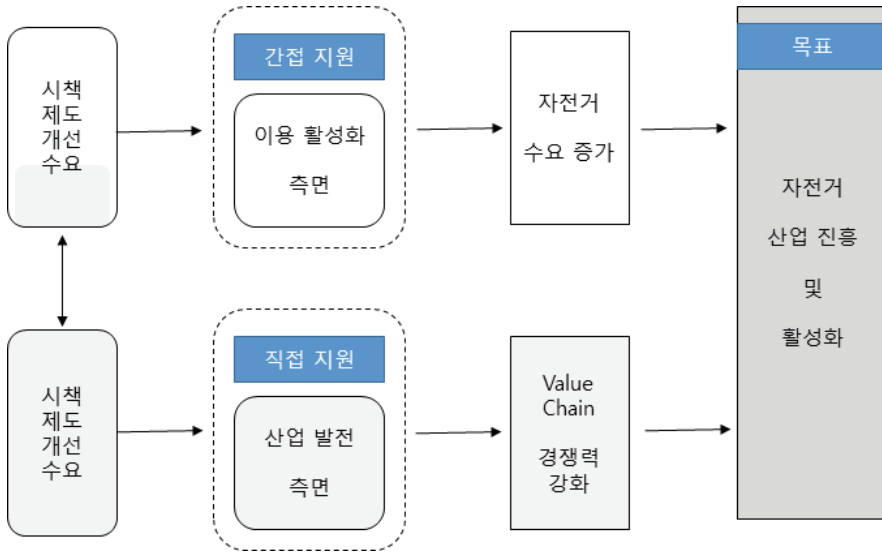 시책
제도
개선
수요
간접 지원
이용 활성화
측면
자전거
수요 증가
목표
자전거
산업 진흥
및
활성화
시책
제도
개선
수요
직접 지원
산업 발전
측면
Value
Chain
경쟁력
강화